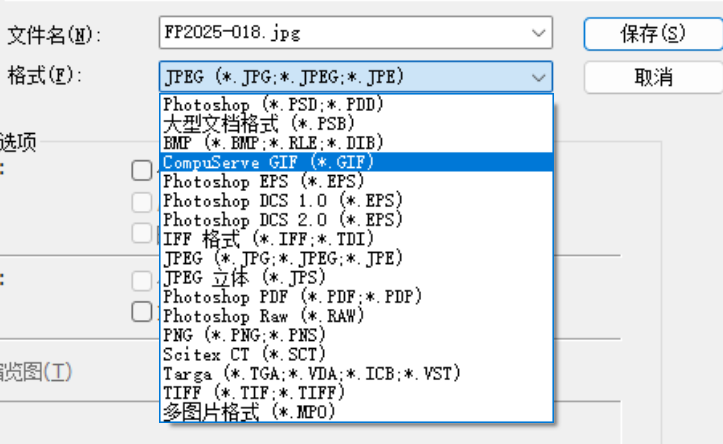 文件名(N): FP2025-018.jpg 保存(S)
格式(F): JPEG (*.JPG;*.JPEG;*.JPE) 取消
Photoshop (*.PSD;*.PDD)
大型文档格式 (*.PSB)
选项
BMP (*.BMP;*.RLE;*.DIB)
CompuServe GIF (*.GIF)
Photoshop EPS (*.EPS)
Photoshop DCS 1.0 (*.EPS)
Photoshop DCS 2.0 (*.EPS)
IFF 格式 (*.IFF;*.TDI)
JPEG (*.JPG;*.JPEG;*.JPE)
JPEG 立体 (*.JPS)
Photoshop PDF (*.PDF;*.PDP)
Photoshop Raw (*.RAW)
PNG (*.PNG;*.PNS)
Scitex CT (*.SCT)
览图(T)
Targa (*.TGA;*.VDA;*.ICB;*.VST)
TIFF (*.TIF;*.TIFF)
多图片格式 (*.MPO)